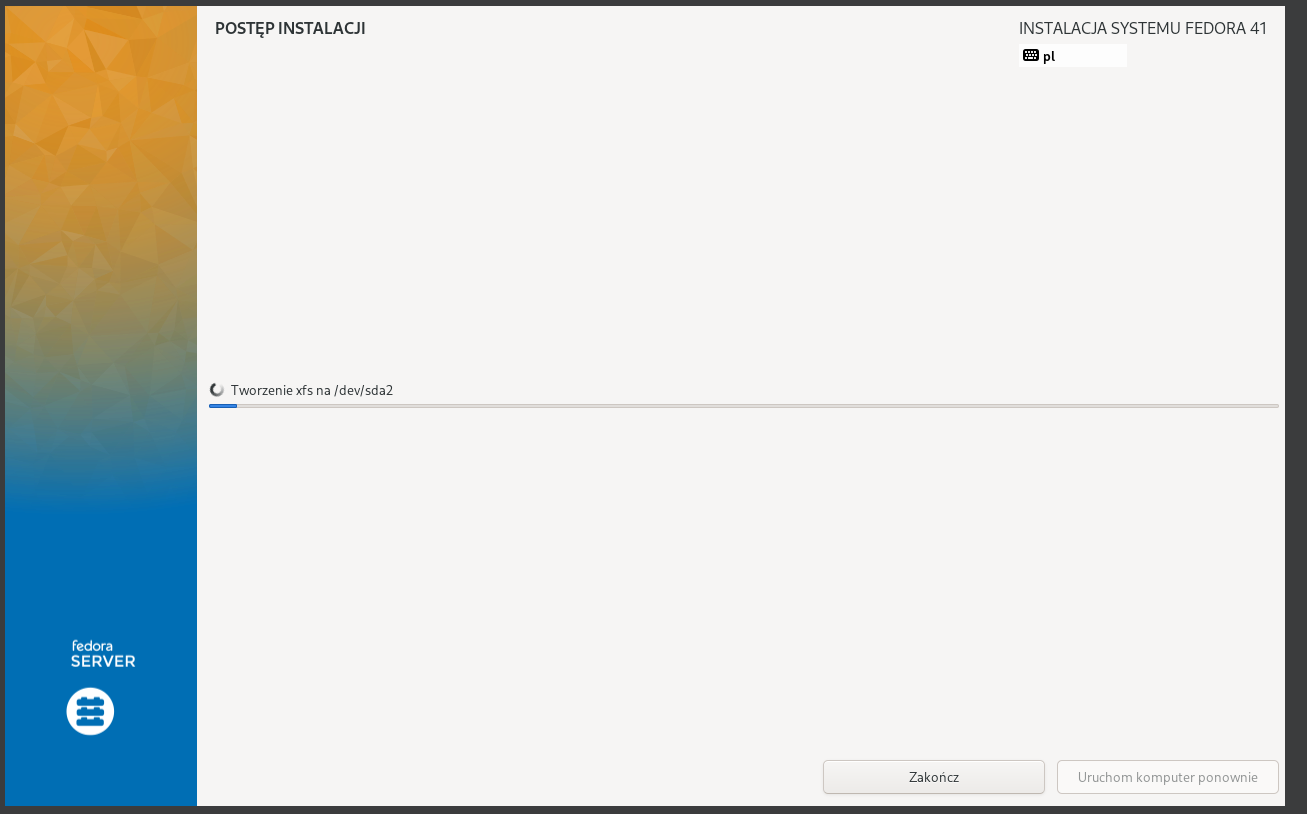 POSTĘP INSTALACJI
INSTALACJA SYSTEMU FEDORA 41
pl
Tworzenie xfs na /dev/sda2
fedora
SERVER
Zakończ
Uruchom komputer ponownie